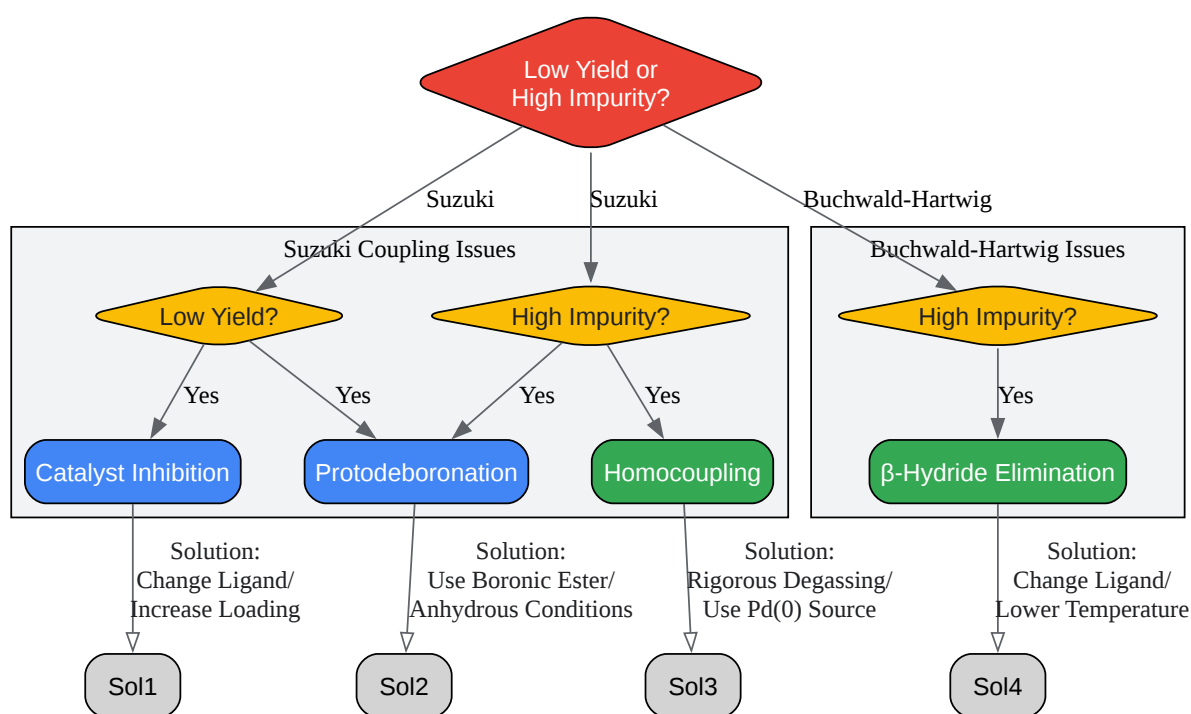 Low Yield or
High Impurity?
Suzuki
Suzuki
Buchwald-Hartwig
Suzuki Coupling Issues
Buchwald-Hartwig Issues
Low Yield?
High Impurity?
High Impurity?
Yes
Yes
Yes
Yes
Yes
Catalyst Inhibition
Protodeboronation
Homocoupling
β-Hydride Elimination
Solution:
Change Ligand/
Increase Loading
Solution:
Use Boronic Ester/
Anhydrous Conditions
Solution:
Rigorous Degassing/
Use Pd(0) Source
Solution:
Change Ligand/
Lower Temperature
Sol1
Sol2
Sol3
Sol4